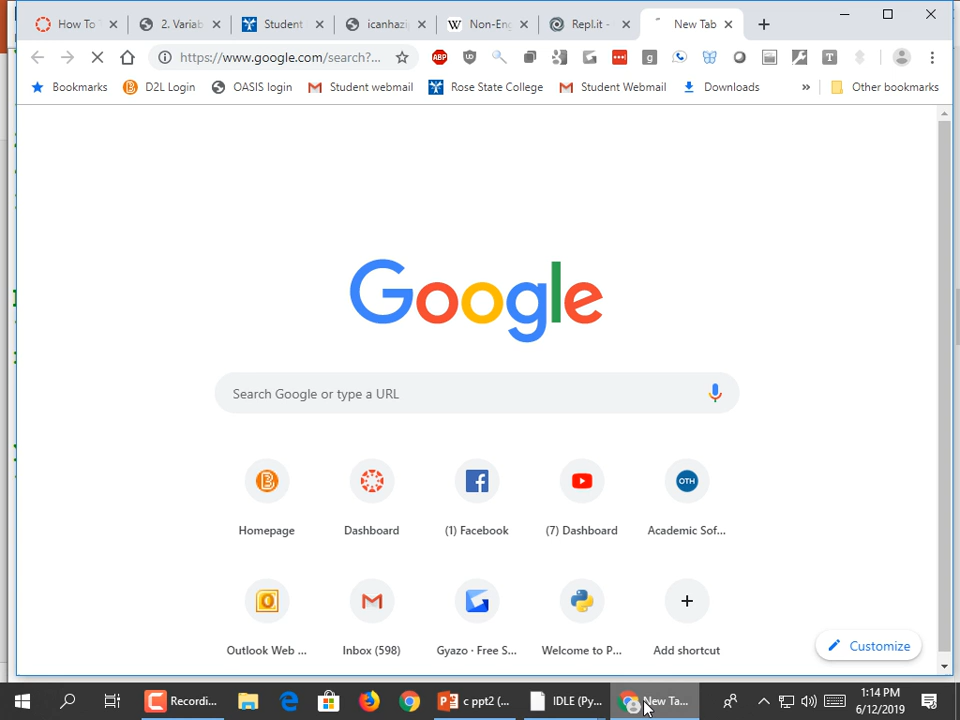 How To
2. Variab
Student
icanhazip
Non-Eng
Repl.it -
New Tab
https://www.google.com/search?...
ABP
g
T
Bookmarks
D2L Login
OASIS login
Student webmail
Rose State College
Student Webmail
Downloads
»
Other bookmarks
Google
Search Google or type a URL
OTH
Homepage
Dashboard
(1) Facebook
(7) Dashboard
Academic Sof...
Outlook Web ...
Inbox (598)
Gyazo · Free S...
Welcome to P...
Add shortcut
Customize
Recordi...
c ppt2 (...
IDLE (Py...
New Ta...
1:14 PM
6/12/2019